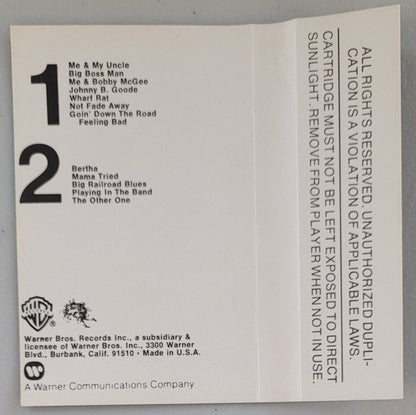 1
Me & My Uncle
Big Boss Man
Me & Bobby McGee
Johnny B. Goode
Wharf Rat
Not Fade Away
Goin' Down The Road
Feeling Bad
2
Bertha
Mama Tried
Big Railroad Blues
Playing In The Band
The Other One
Warner Bros. Records Inc., a subsidiary &
licensee of Warner Bros. Inc., 3300 Warner
Blvd., Burbank, Calif. 91510 • Made in U.S.A.
A Warner Communications Company
ALL RIGHTS RESERVED. UNAUTHORIZED DUPLI-
CATION IS A VIOLATION OF APPLICABLE LAWS.
CARTRIDGE MUST NOT BE LEFT EXPOSED TO DIRECT
SUNLIGHT. REMOVE FROM PLAYER WHEN NOT IN USE.